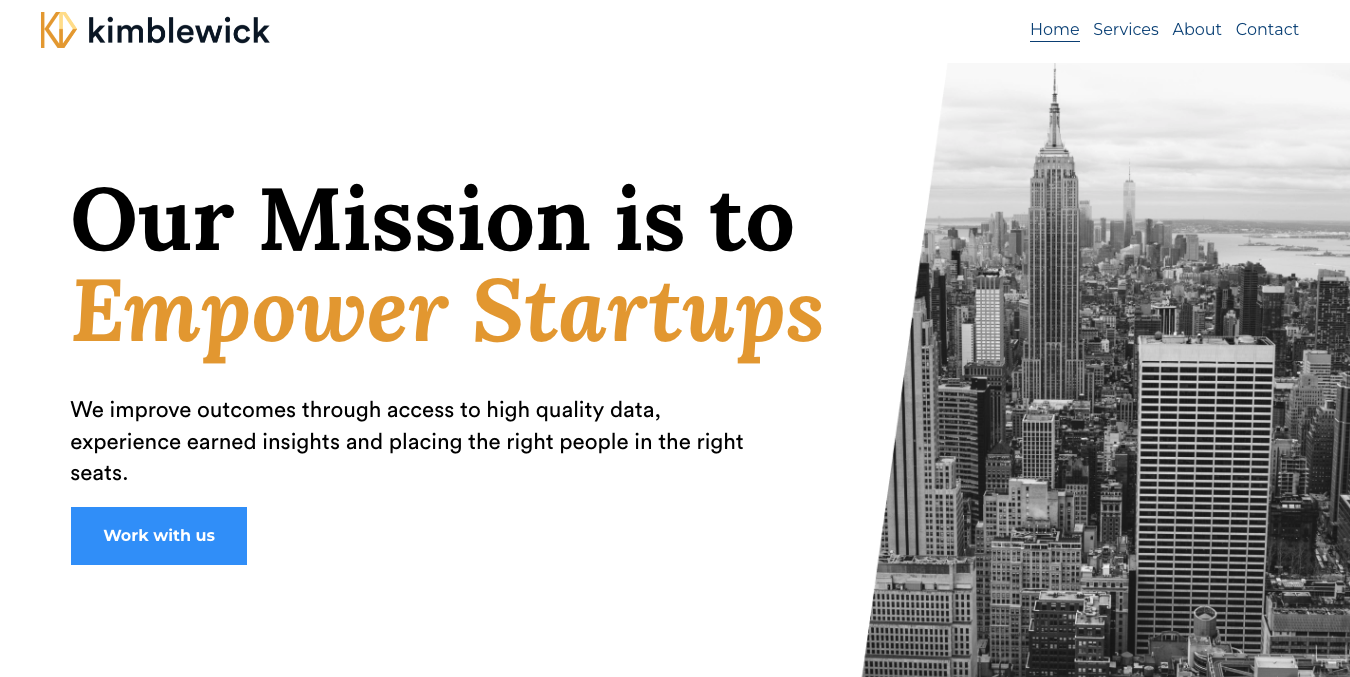 kimblewick
Home Services About Contact
Our Mission is to
Empower Startups
We improve outcomes through access to high quality data,
experience earned insights and placing the right people in the right
seats.
Work with us